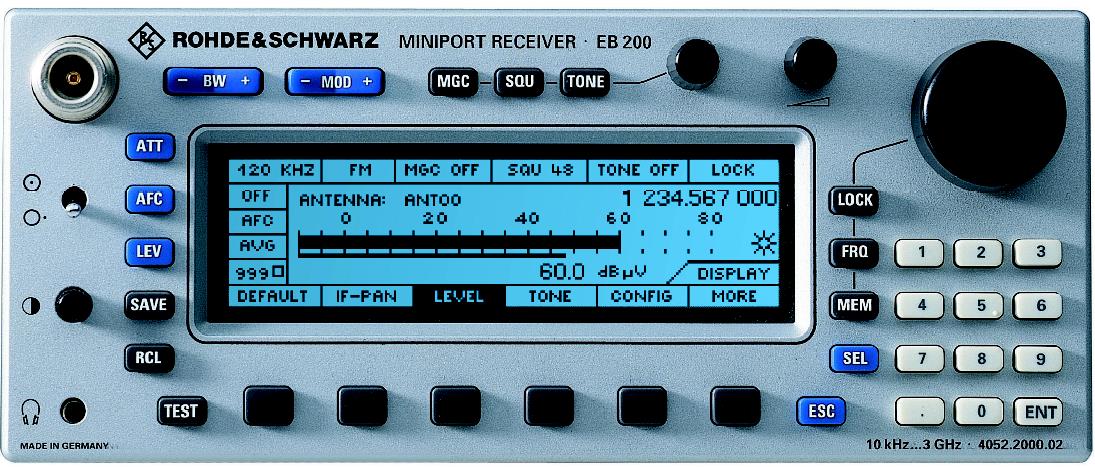 ROHDE&SCHWARZ MINIPORT RECEIVER · EB 200
− BW + − MOD + MGC SQU TONE
ATT
AFC
LEV
SAVE
RCL
TEST
120 KHZ FM MGC OFF SQU 48 TONE OFF LOCK
OFF ANTENNA: ANT00 1 234.567 000
AFC 0 20 40 60 80
AVG
999 60.0 dBµV DISPLAY
DEFAULT IF-PAN LEVEL TONE CONFIG MORE
LOCK
FRQ 1 2 3
MEM 4 5 6
SEL 7 8 9
ESC . 0 ENT
MADE IN GERMANY
10 kHz...3 GHz · 4052.2000.02